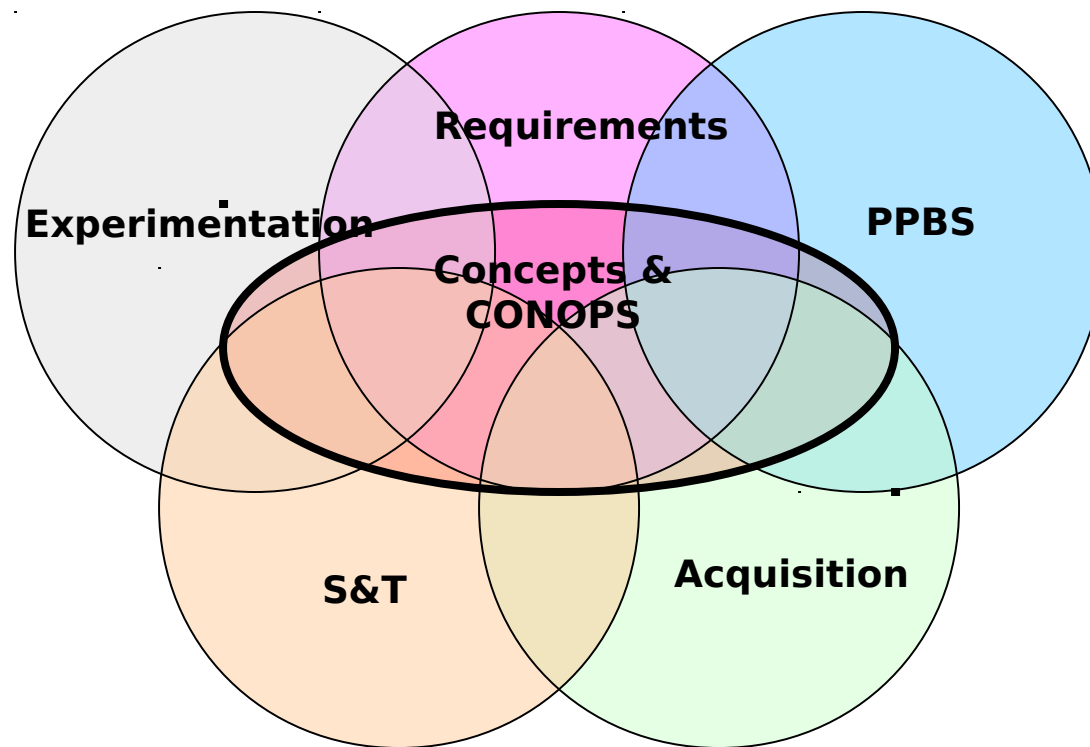 Requirements
Experimentation
PPBS
Concepts &
CONOPS
S&T
Acquisition